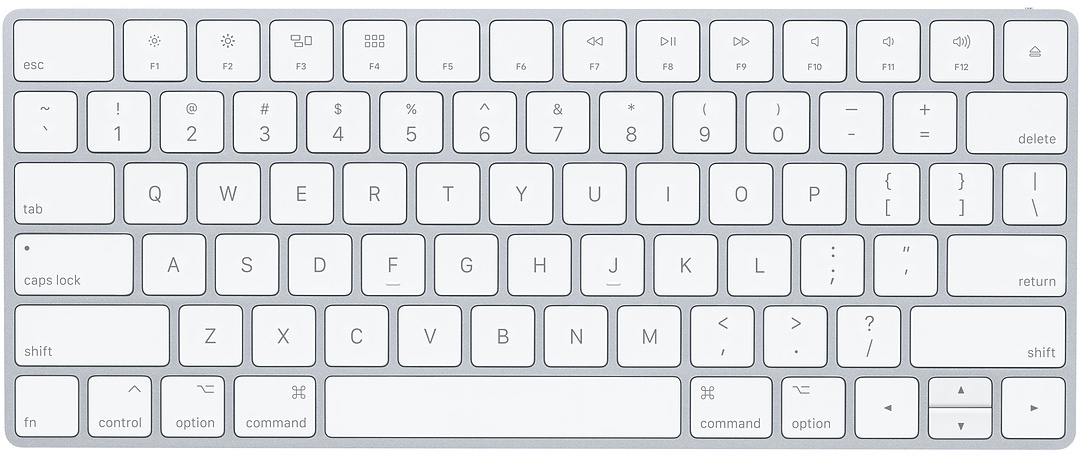 esc F1 F2 F3 F4 F5 F6 F7 F8 F9 F10 F11 F12
~ ! @ # $ % ^ & * ( ) — +
` 1 2 3 4 5 6 7 8 9 0 - = delete
tab Q W E R T Y U I O P { [ } ] | \
caps lock A S D F G H J K L : ; " ' return
shift Z X C V B N M < , > . ? / shift
fn control option command command option